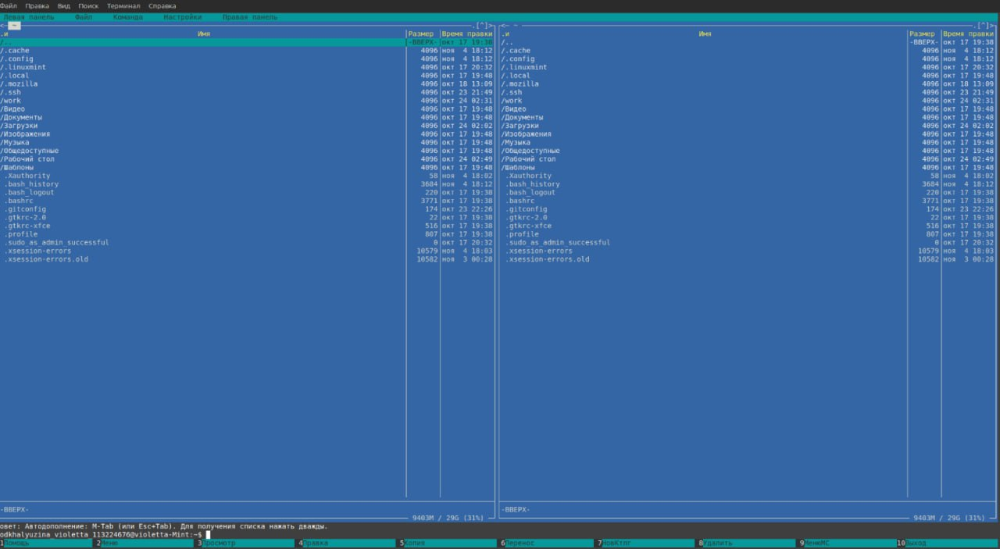 Файл Правка Вид Поиск Терминал Справка
Левая панель Файл Команда Настройки Правая панель
<─ ~ ─.[^]>
.и Имя Размер Время правки
/.. -ВВЕРХ- окт 17 19:38
/.cache 4096 ноя 4 18:12
/.config 4096 ноя 4 18:12
/.linuxmint 4096 окт 17 20:32
/.local 4096 окт 17 19:48
/.mozilla 4096 окт 18 13:09
/.ssh 4096 окт 23 21:49
/work 4096 окт 24 02:31
/Видео 4096 окт 17 19:48
/Документы 4096 окт 17 19:48
/Загрузки 4096 окт 24 02:02
/Изображения 4096 окт 17 19:48
/Музыка 4096 окт 17 19:48
/Общедоступные 4096 окт 17 19:48
/Рабочий стол 4096 окт 24 02:49
/Шаблоны 4096 окт 17 19:48
.Xauthority 58 ноя 4 18:02
.bash_history 3684 ноя 4 18:12
.bash_logout 220 окт 17 19:38
.bashrc 3771 окт 17 19:38
.gitconfig 174 окт 23 22:26
.gtkrc-2.0 22 окт 17 19:38
.gtkrc-xfce 516 окт 17 19:38
.profile 807 окт 17 19:38
.sudo_as_admin_successful 0 окт 17 20:32
.xsession-errors 10579 ноя 4 18:03
.xsession-errors.old 10582 ноя 3 00:28
-ВВЕРХ-
9403M / 29G (31%)
<─ ~ ─.[^]>
.и Имя Размер Время правки
/.. -ВВЕРХ- окт 17 19:38
/.cache 4096 ноя 4 18:12
/.config 4096 ноя 4 18:12
/.linuxmint 4096 окт 17 20:32
/.local 4096 окт 17 19:48
/.mozilla 4096 окт 18 13:09
/.ssh 4096 окт 23 21:49
/work 4096 окт 24 02:31
/Видео 4096 окт 17 19:48
/Документы 4096 окт 17 19:48
/Загрузки 4096 окт 24 02:02
/Изображения 4096 окт 17 19:48
/Музыка 4096 окт 17 19:48
/Общедоступные 4096 окт 17 19:48
/Рабочий стол 4096 окт 24 02:49
/Шаблоны 4096 окт 17 19:48
.Xauthority 58 ноя 4 18:02
.bash_history 3684 ноя 4 18:12
.bash_logout 220 окт 17 19:38
.bashrc 3771 окт 17 19:38
.gitconfig 174 окт 23 22:26
.gtkrc-2.0 22 окт 17 19:38
.gtkrc-xfce 516 окт 17 19:38
.profile 807 окт 17 19:38
.sudo_as_admin_successful 0 окт 17 20:32
.xsession-errors 10579 ноя 4 18:03
.xsession-errors.old 10582 ноя 3 00:28
-ВВЕРХ-
9403M / 29G (31%)
овет: Автодополнение: M-Tab (или Esc+Tab). Для получения списка нажать дважды.
odkhalyuzina_violetta_113224676@violetta-Mint:~$
1Помощь 2Меню 3Просмотр 4Правка 5Копия 6Перенос 7НовКтлг 8Удалить 9МенюMC 10Выход